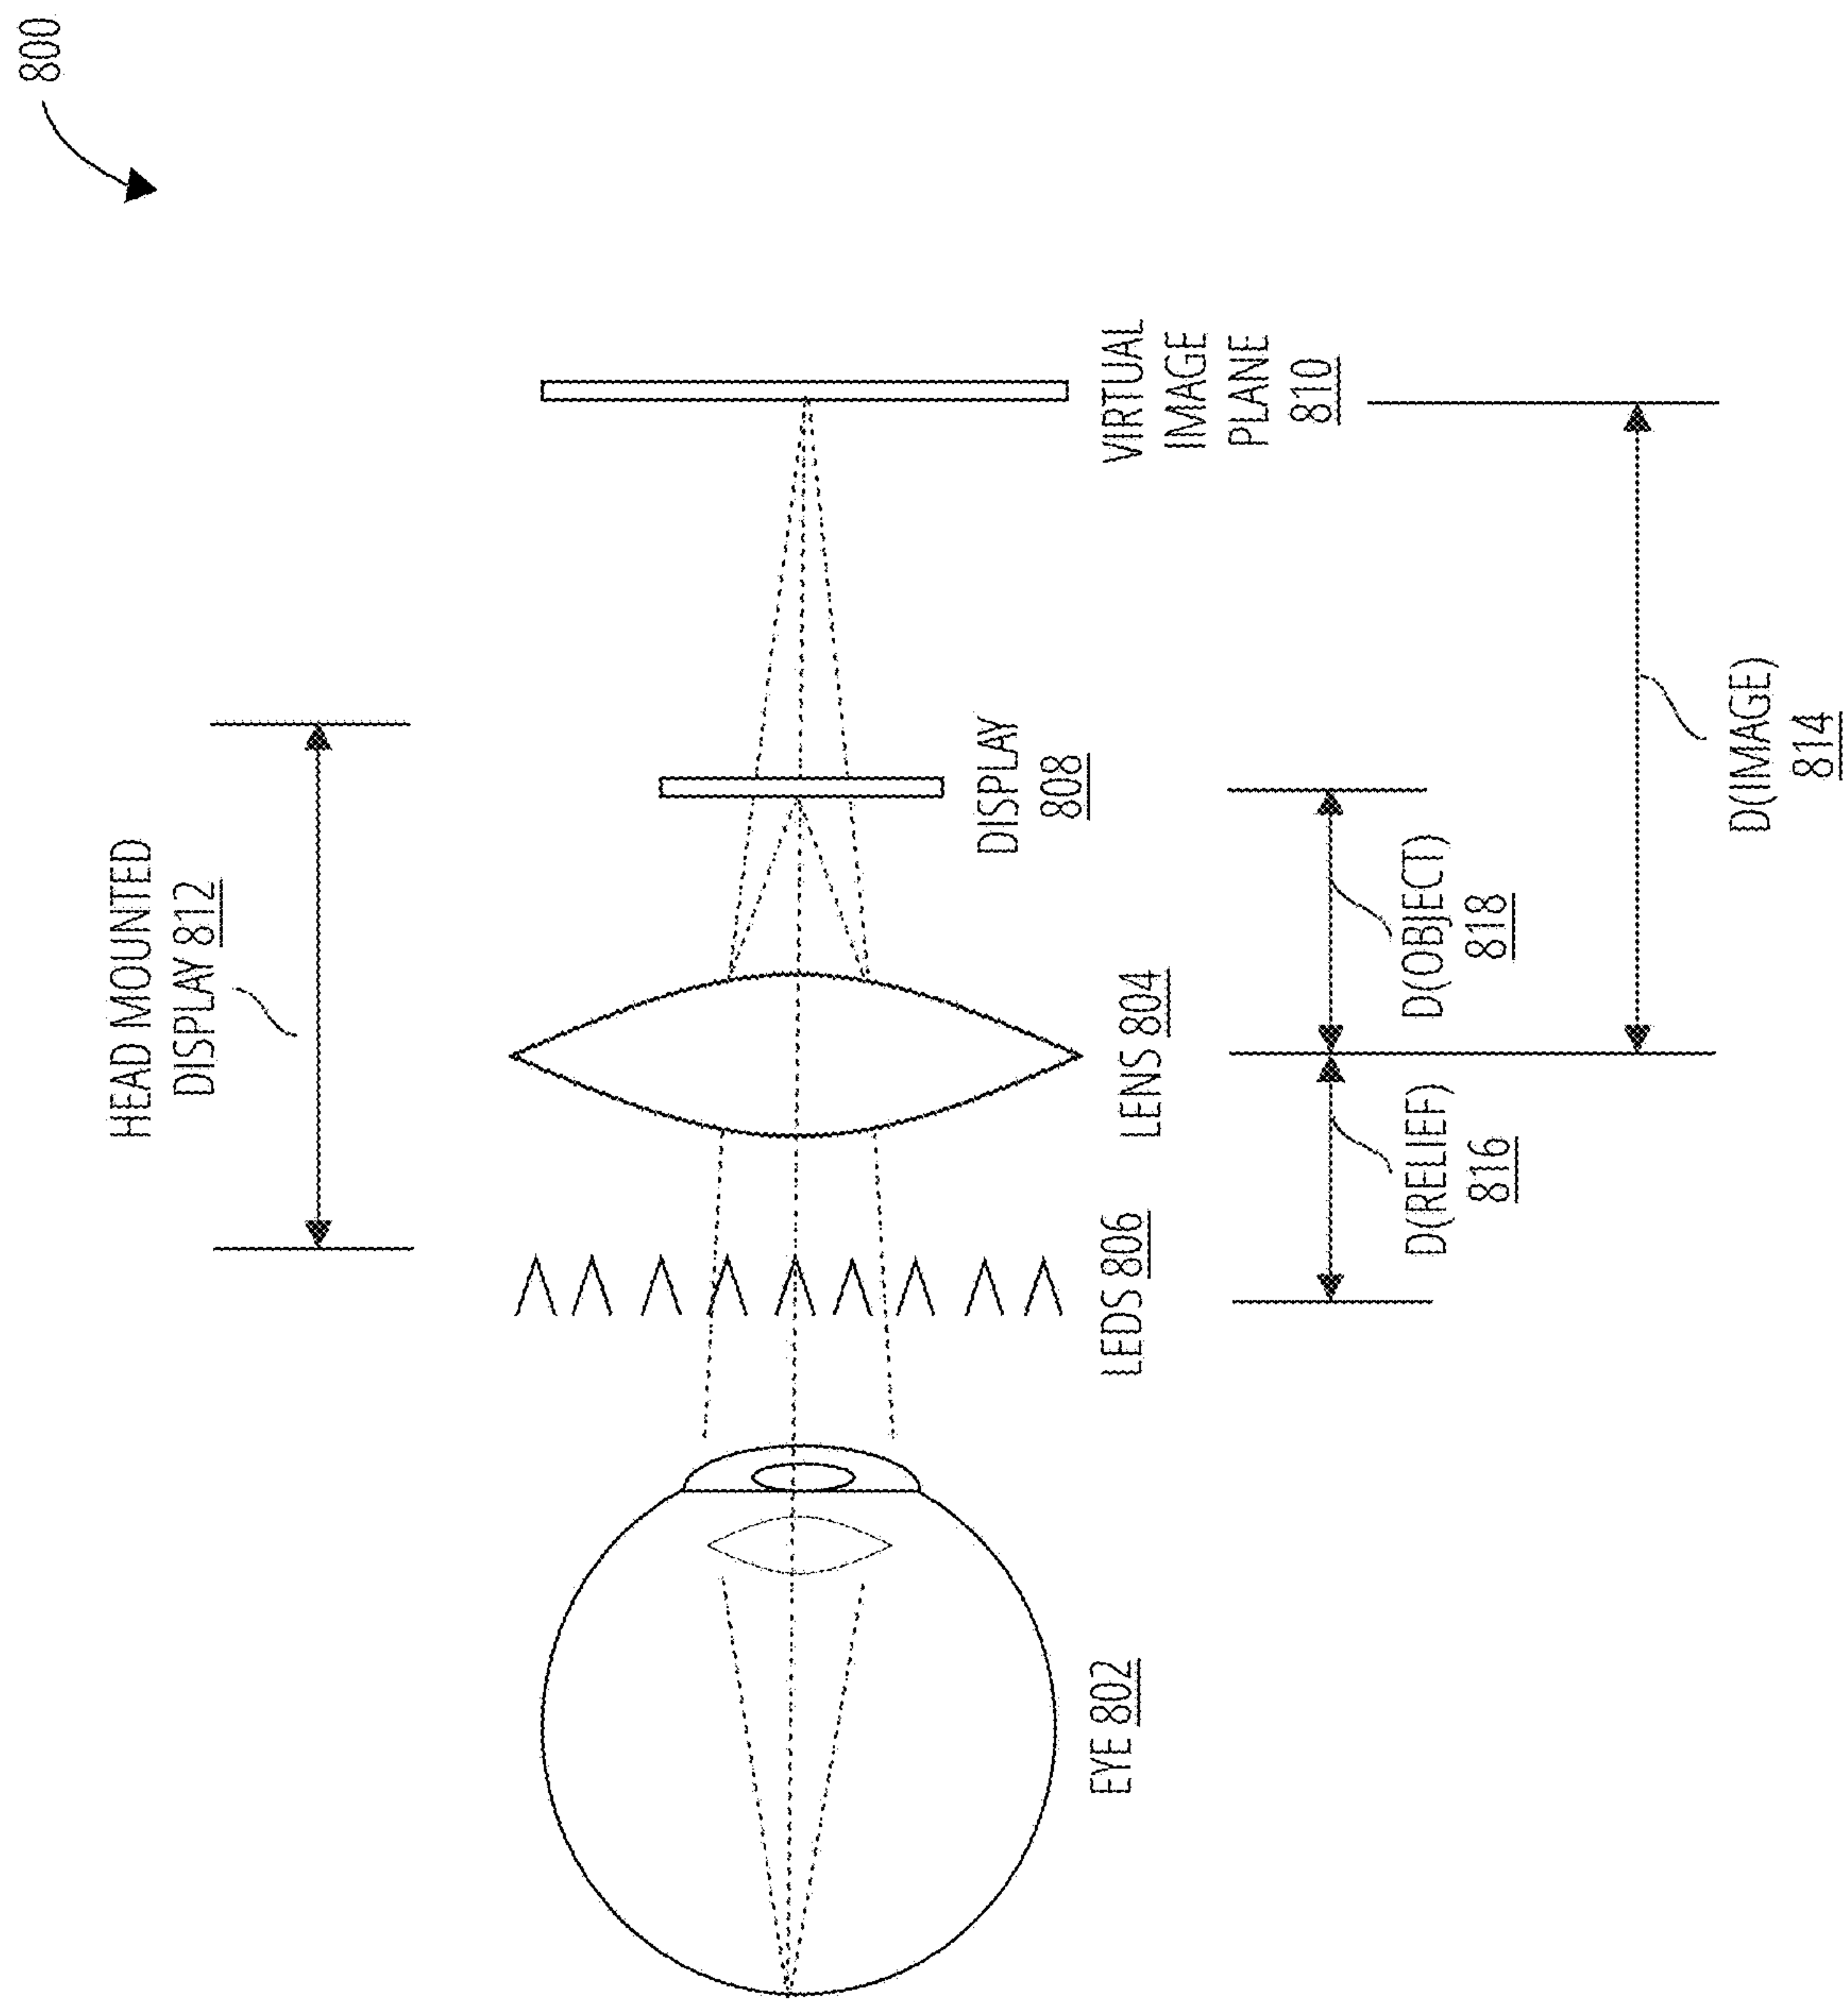 800
HEAD MOUNTED
DISPLAY 812
EYE 802
LEDS 806
LENS 804
DISPLAY
808
VIRTUAL
IMAGE
PLANE
810
D(RELIEF)
816
D(OBJECT)
818
D(IMAGE)
814